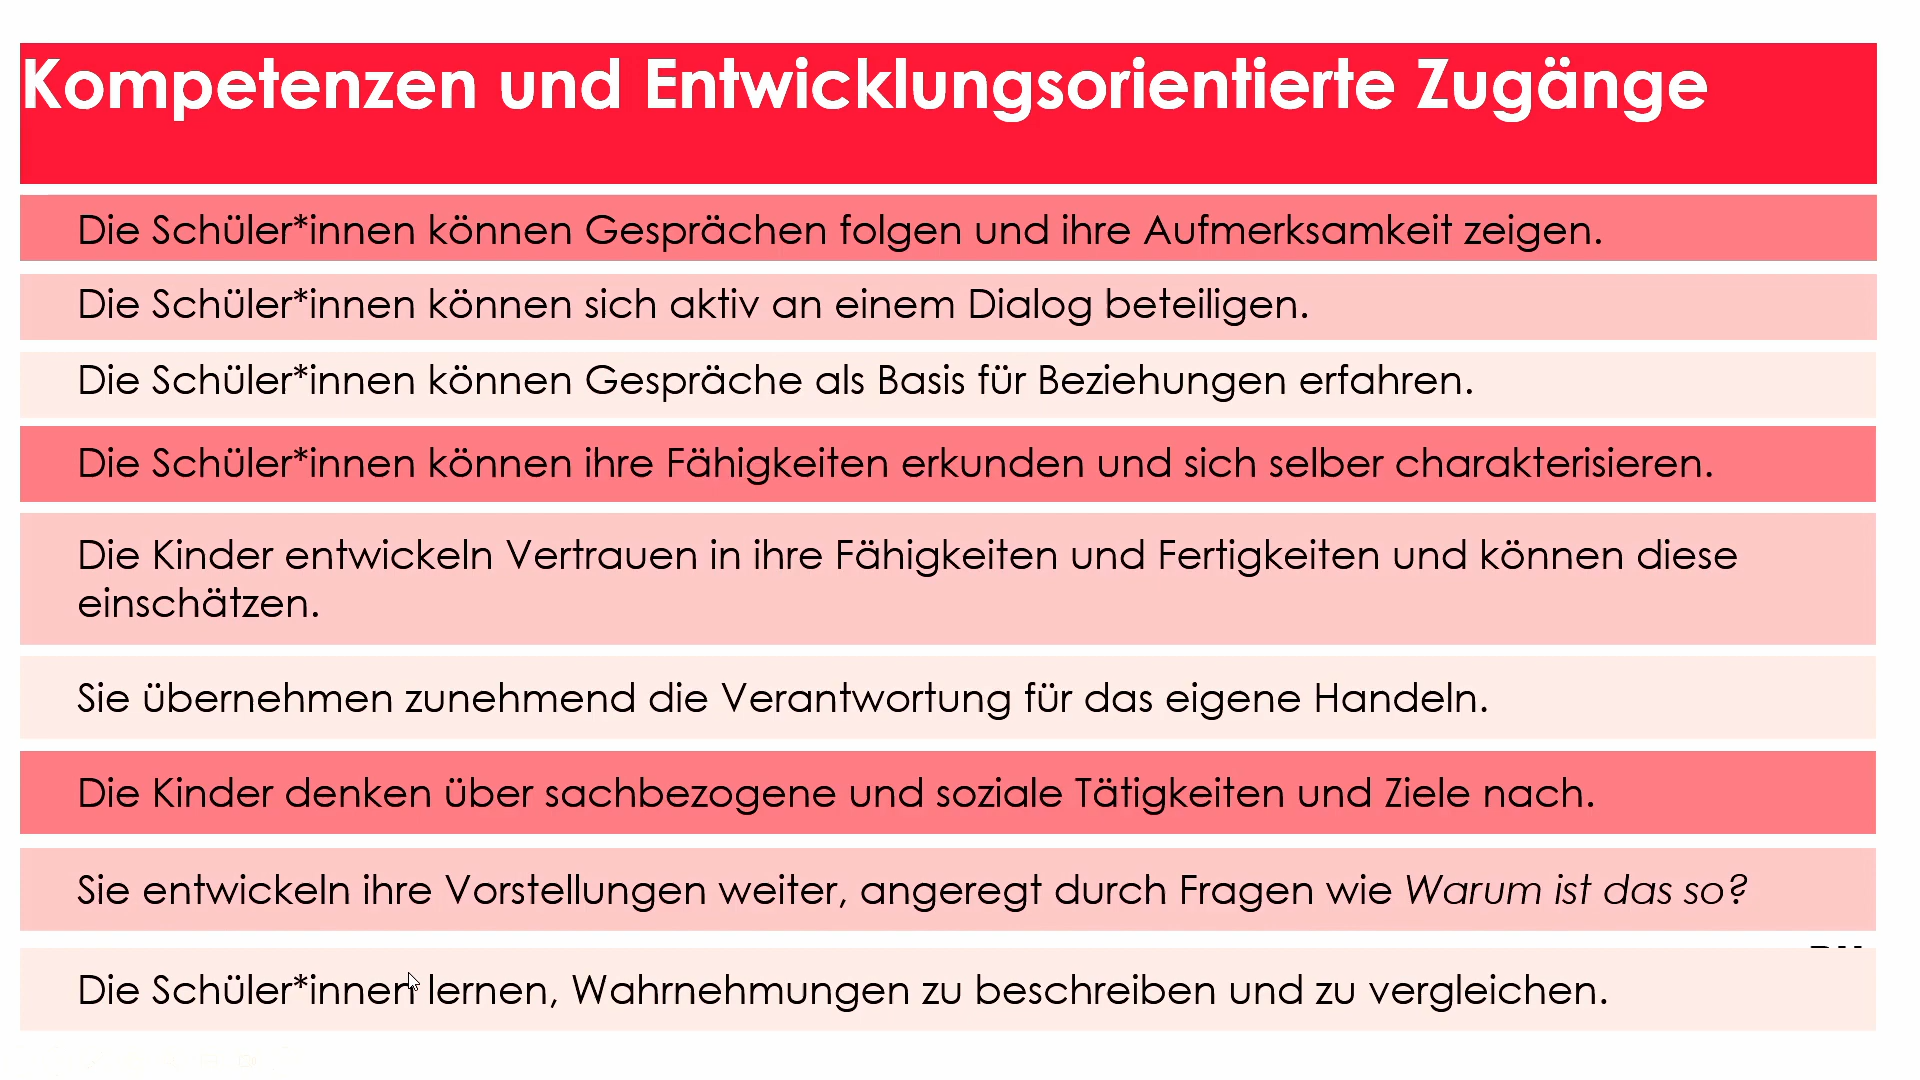 Kompetenzen und Entwicklungsorientierte Zugänge
Die Schüler*innen können Gesprächen folgen und ihre Aufmerksamkeit zeigen.
Die Schüler*innen können sich aktiv an einem Dialog beteiligen.
Die Schüler*innen können Gespräche als Basis für Beziehungen erfahren.
Die Schüler*innen können ihre Fähigkeiten erkunden und sich selber charakterisieren.
Die Kinder entwickeln Vertrauen in ihre Fähigkeiten und Fertigkeiten und können diese
einschätzen.
Sie übernehmen zunehmend die Verantwortung für das eigene Handeln.
Die Kinder denken über sachbezogene und soziale Tätigkeiten und Ziele nach.
Sie entwickeln ihre Vorstellungen weiter, angeregt durch Fragen wie Warum ist das so?
Die Schüler*innen lernen, Wahrnehmungen zu beschreiben und zu vergleichen.